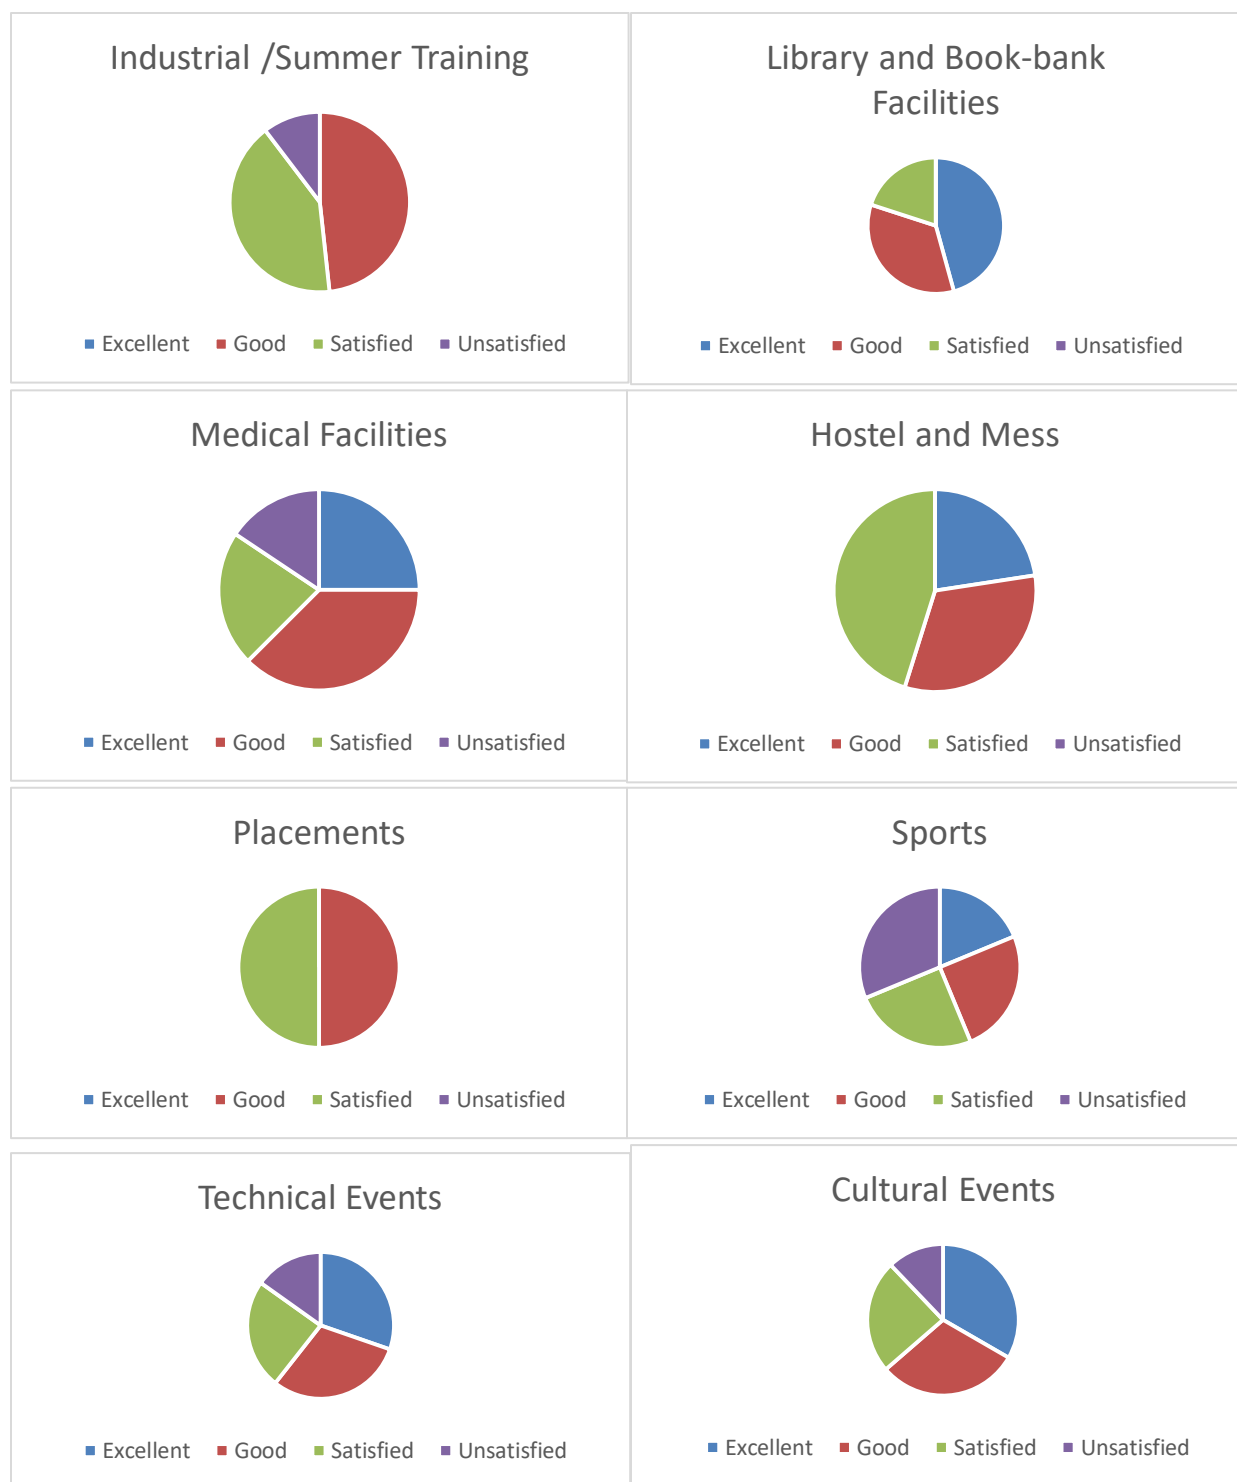 Industrial /Summer Training
Excellent Good Satisfied Unsatisfied
Library and Book-bank
Facilities
Excellent Good Satisfied Unsatisfied
Medical Facilities
Excellent Good Satisfied Unsatisfied
Hostel and Mess
Excellent Good Satisfied Unsatisfied
Placements
Excellent Good Satisfied Unsatisfied
Sports
Excellent Good Satisfied Unsatisfied
Technical Events
Excellent Good Satisfied Unsatisfied
Cultural Events
Excellent Good Satisfied Unsatisfied